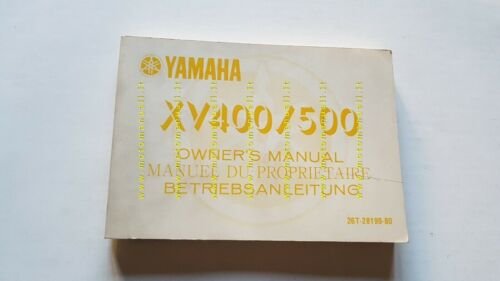 YAMAHA
XV400/500
OWNER'S MANUAL
MANUEL DU PROPRIETAIRE
BETRIEBSANLEITUNG
26T-28199-80